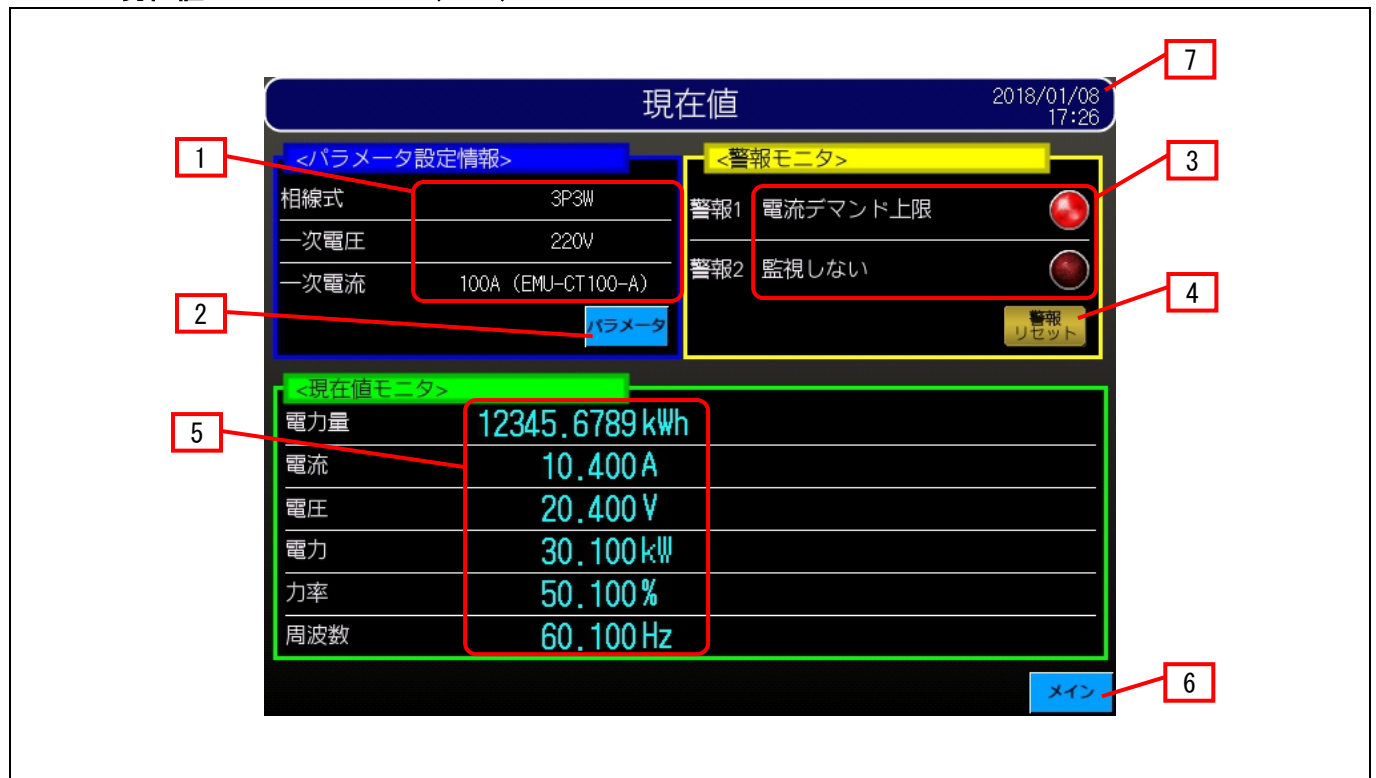 7
現在値
2018/01/08
17:26
1
<パラメータ設定情報>
<警報モニタ>
3
相線式 3P3W
警報1 電流デマンド上限
一次電圧 220V
警報2 監視しない
一次電流 100A (EMU-CT100-A)
4
2
パラメータ
警報
リセット
<現在値モニタ>
電力量 12345.6789kWh
5
電流 10.400A
電圧 20.400V
電力 30.100kW
力率 50.100%
周波数 60.100Hz
メイン
6